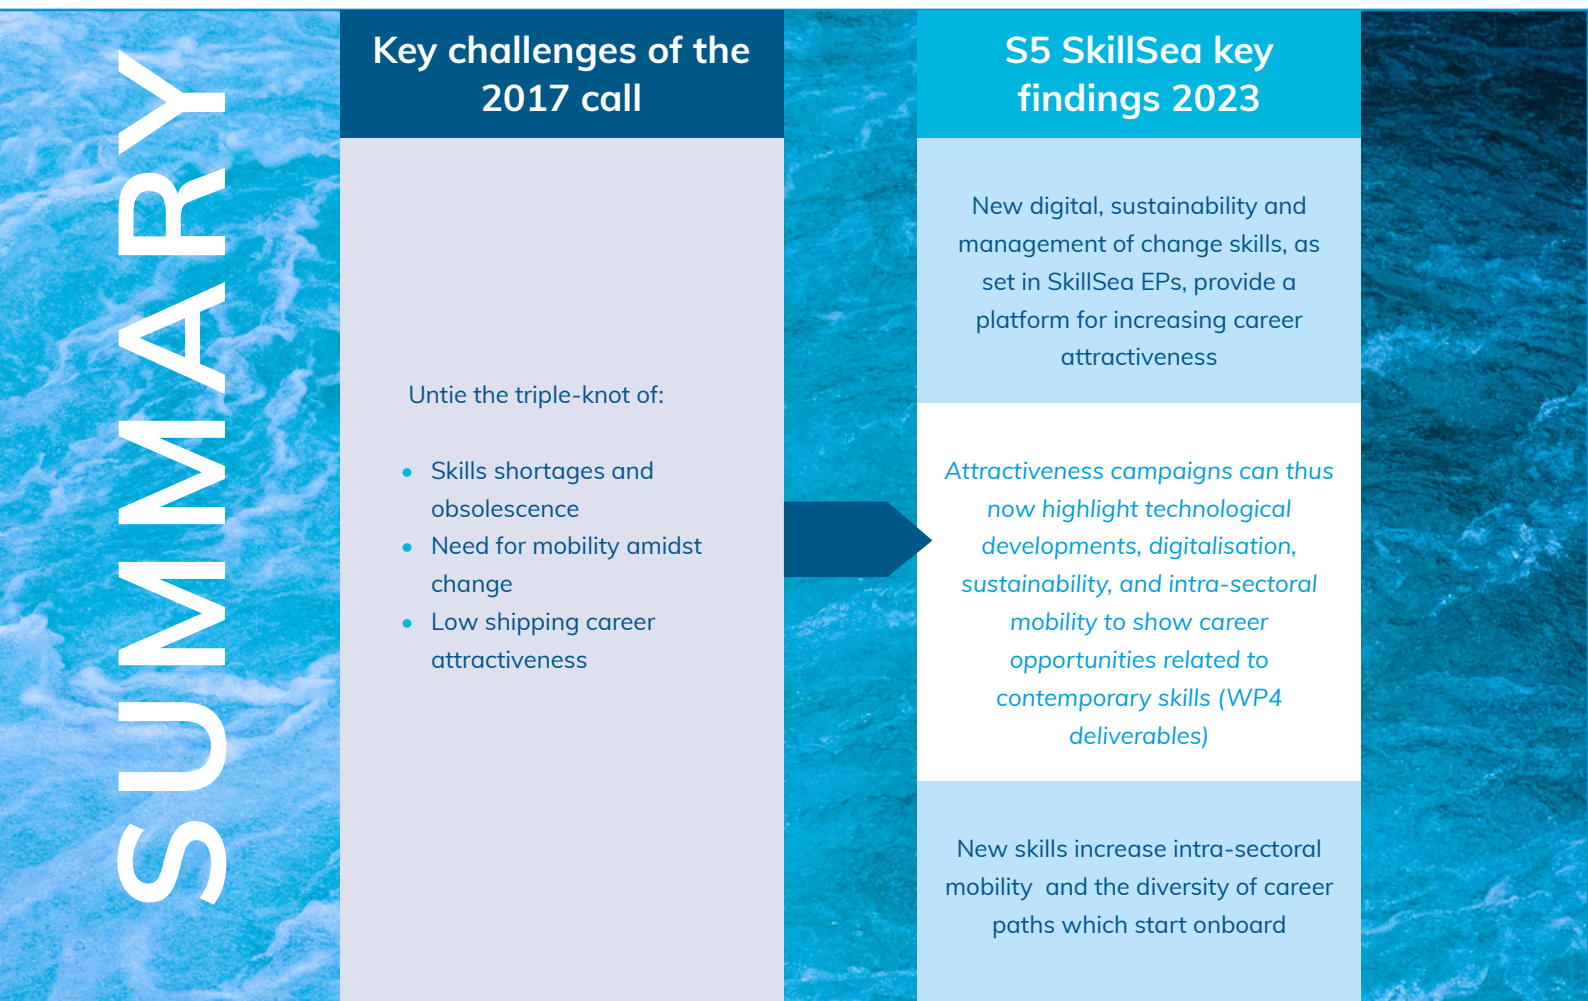 SUMMARY
Key challenges of the
2017 call
Untie the triple-knot of:
• Skills shortages and
obsolescence
• Need for mobility amidst
change
• Low shipping career
attractiveness
S5 SkillSea key
findings 2023
New digital, sustainability and
management of change skills, as
set in SkillSea EPs, provide a
platform for increasing career
attractiveness
Attractiveness campaigns can thus
now highlight technological
developments, digitalisation,
sustainability, and intra-sectoral
mobility to show career
opportunities related to
contemporary skills (WP4
deliverables)
New skills increase intra-sectoral
mobility  and the diversity of career
paths which start onboard